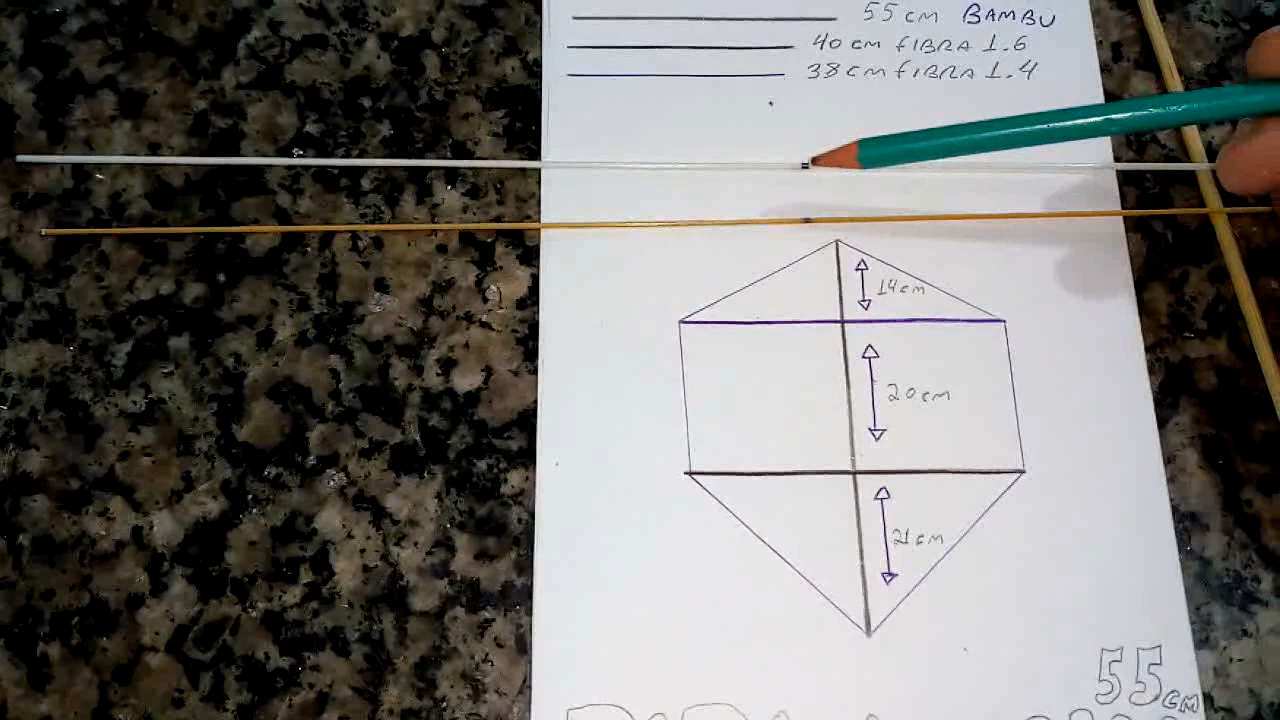 55 cm BAMBU
40 cm FIBRA 1.6
38 cm FIBRA 1.4
14 cm
20 cm
21 cm
55 cm